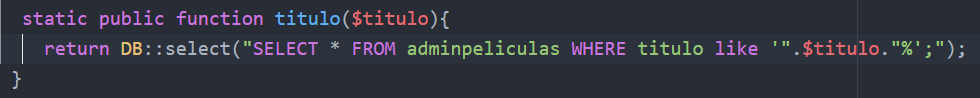 static public function titulo($titulo){
return DB::select("SELECT * FROM adminpeliculas WHERE titulo like '".$titulo."%';");
}